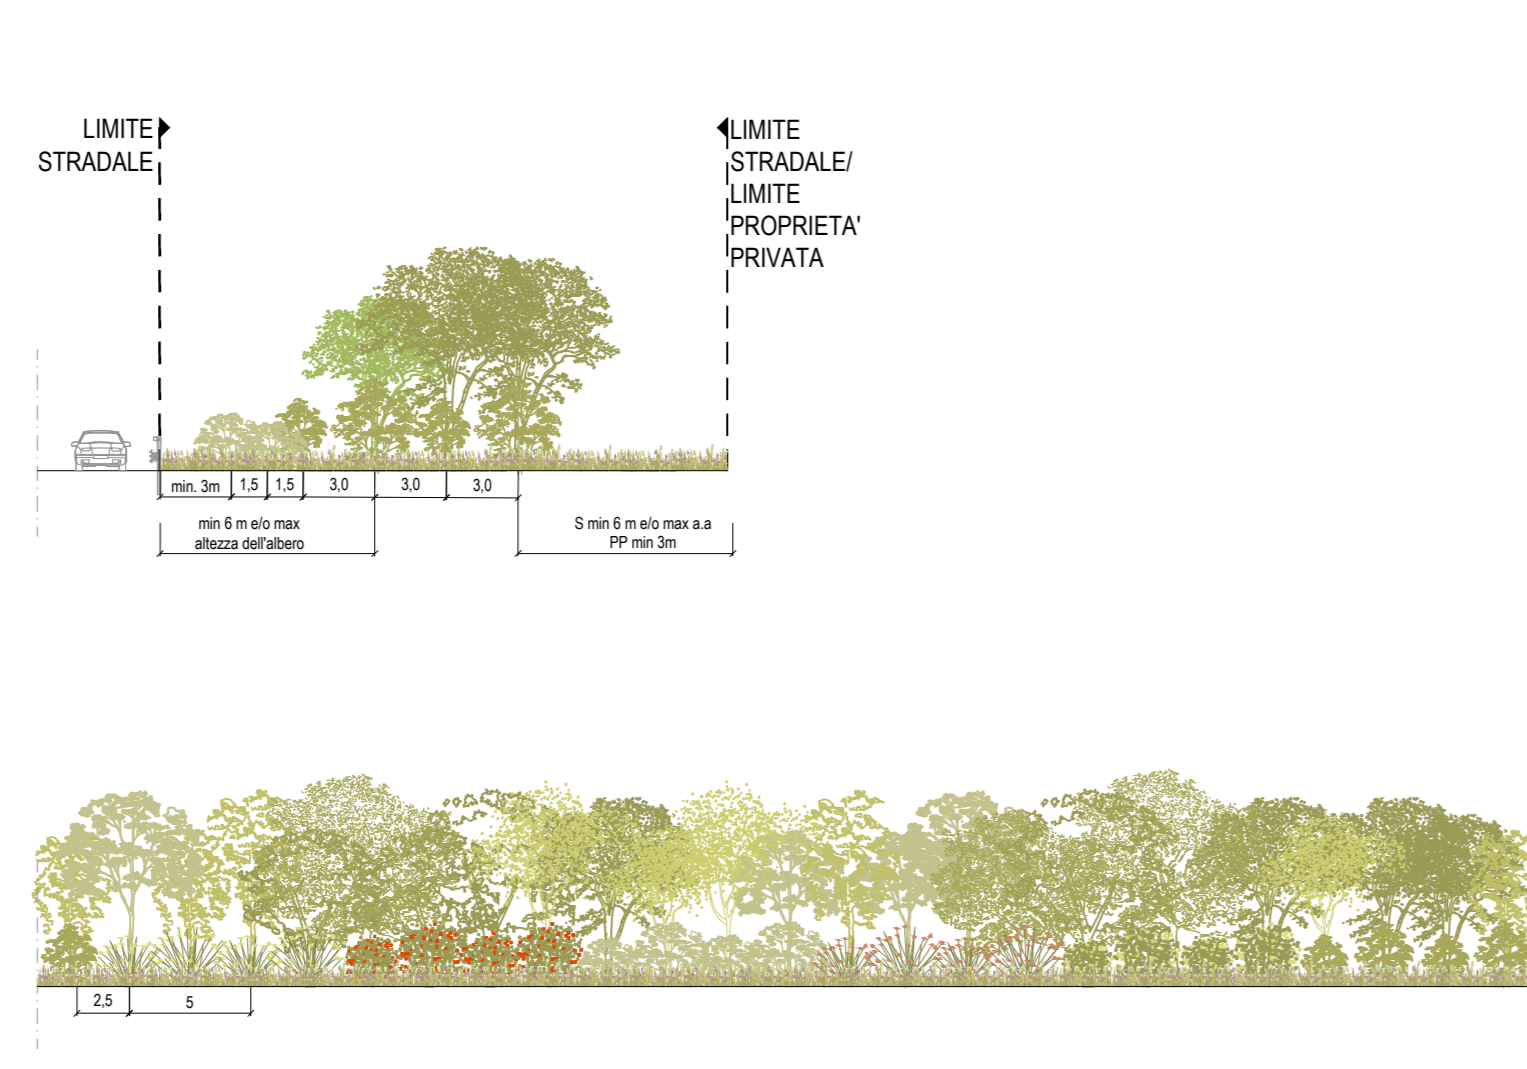 LIMITE
STRADALE
LIMITE
STRADALE/
LIMITE
PROPRIETA'
PRIVATA
min. 3m
1,5
1,5
3,0
3,0
3,0
min 6 m e/o max
altezza dell'albero
S min 6 m e/o max a.a
PP min 3m
2,5
5